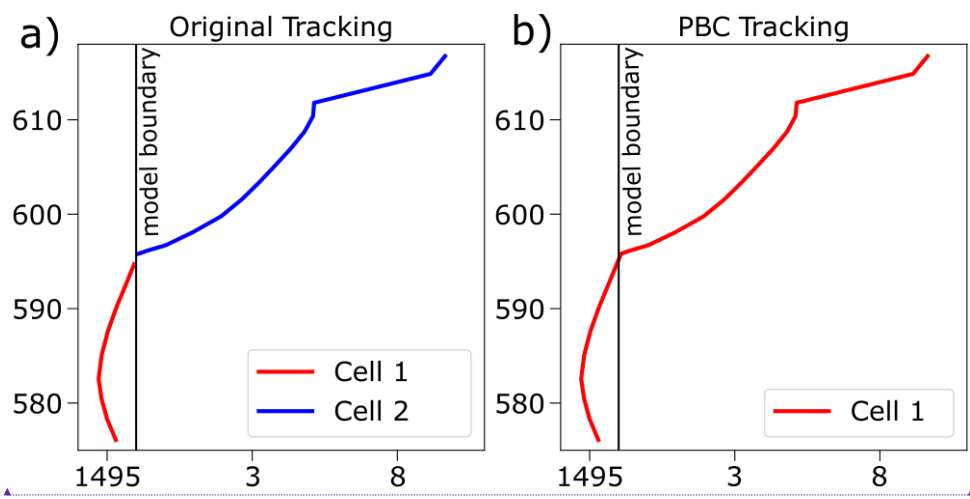 a) Original Tracking
model boundary
610
600
590
580
Cell 1
Cell 2
1495 3 8
b) PBC Tracking
model boundary
610
600
590
580
Cell 1
1495 3 8